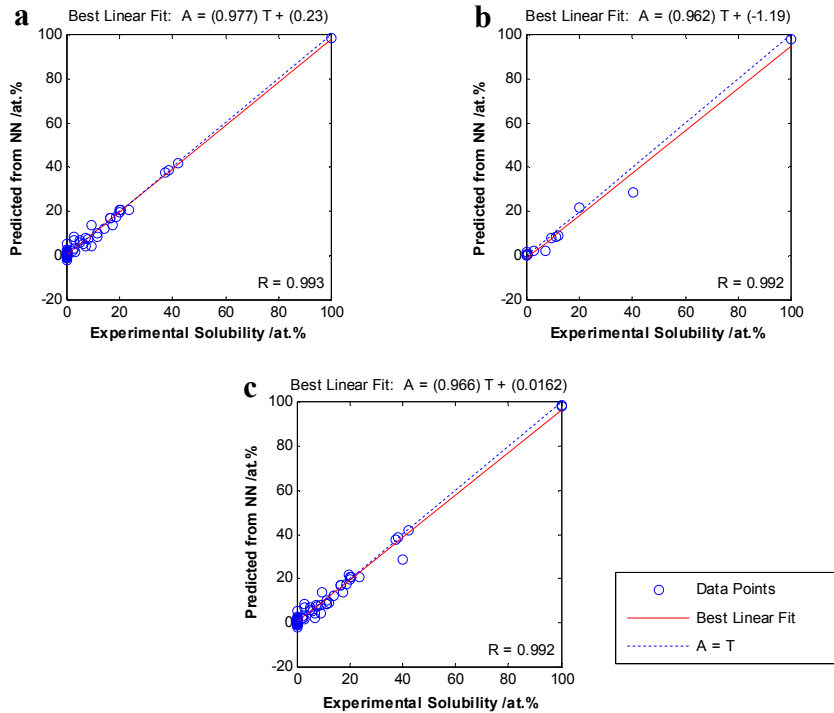 a
Best Linear Fit: A = (0.977) T + (0.23)
100
80
60
40
20
0
-20
0 20 40 60 80 100
Predicted from NN /at.%
Experimental Solubility /at.%
R = 0.993
b
Best Linear Fit: A = (0.962) T + (-1.19)
100
80
60
40
20
0
-20
0 20 40 60 80 100
Predicted from NN /at.%
Experimental Solubility /at.%
R = 0.992
c
Best Linear Fit: A = (0.966) T + (0.0162)
100
80
60
40
20
0
-20
0 20 40 60 80 100
Predicted from NN /at.%
Experimental Solubility /at.%
R = 0.992
Data Points
Best Linear Fit
A = T